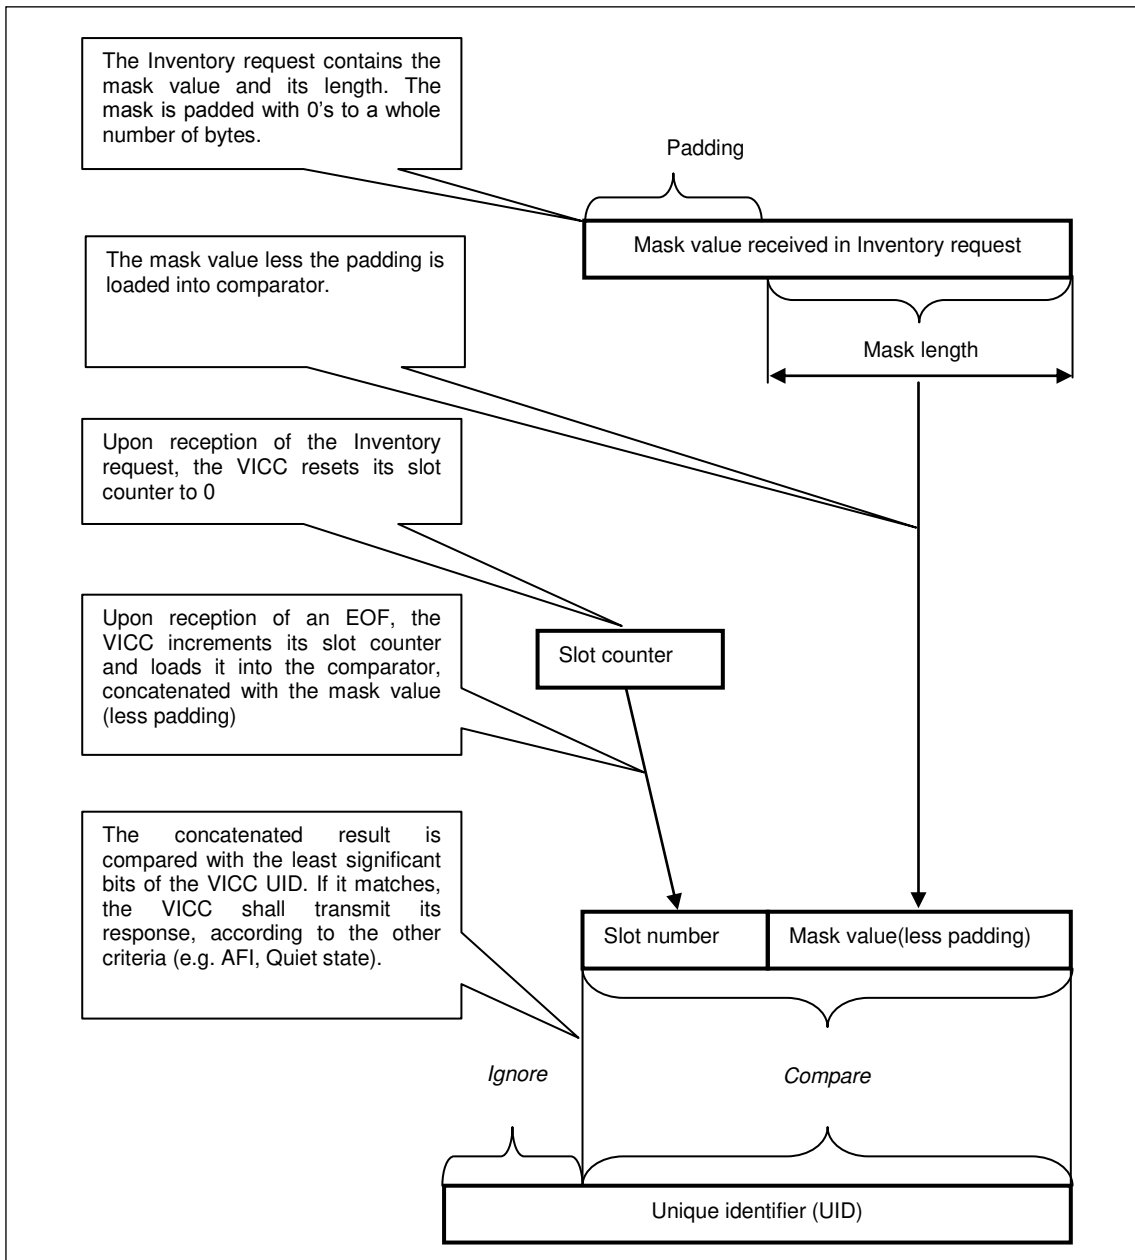 The Inventory request contains the
mask value and its length. The
mask is padded with 0's to a whole
number of bytes.
Padding
Mask value received in Inventory request
The mask value less the padding is
loaded into comparator.
Mask length
Upon reception of the Inventory
request, the VICC resets its slot
counter to 0
Upon reception of an EOF, the
VICC increments its slot counter
and loads it into the comparator,
concatenated with the mask value
(less padding)
Slot counter
The concatenated result is
compared with the least significant
bits of the VICC UID. If it matches,
the VICC shall transmit its
response, according to the other
criteria (e.g. AFI, Quiet state).
Slot number
Mask value(less padding)
Ignore
Compare
Unique identifier (UID)